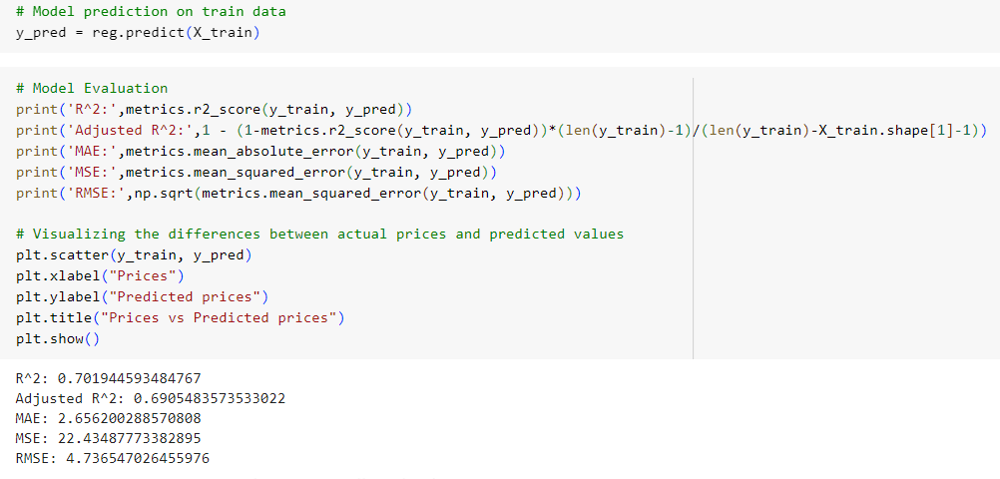 # Model prediction on train data
y_pred = reg.predict(X_train)
# Model Evaluation
print('R^2:',metrics.r2_score(y_train, y_pred))
print('Adjusted R^2:',1 - (1-metrics.r2_score(y_train, y_pred))*(len(y_train)-1)/(len(y_train)-X_train.shape[1]-1))
print('MAE:',metrics.mean_absolute_error(y_train, y_pred))
print('MSE:',metrics.mean_squared_error(y_train, y_pred))
print('RMSE:',np.sqrt(metrics.mean_squared_error(y_train, y_pred)))
# Visualizing the differences between actual prices and predicted values
plt.scatter(y_train, y_pred)
plt.xlabel("Prices")
plt.ylabel("Predicted prices")
plt.title("Prices vs Predicted prices")
plt.show()
R^2: 0.701944593484767
Adjusted R^2: 0.6905483573533022
MAE: 2.656200288570808
MSE: 22.43487773382895
RMSE: 4.736547026455976